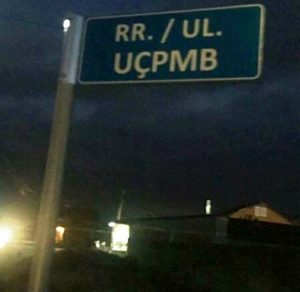 RR. / UL.
UÇPMB